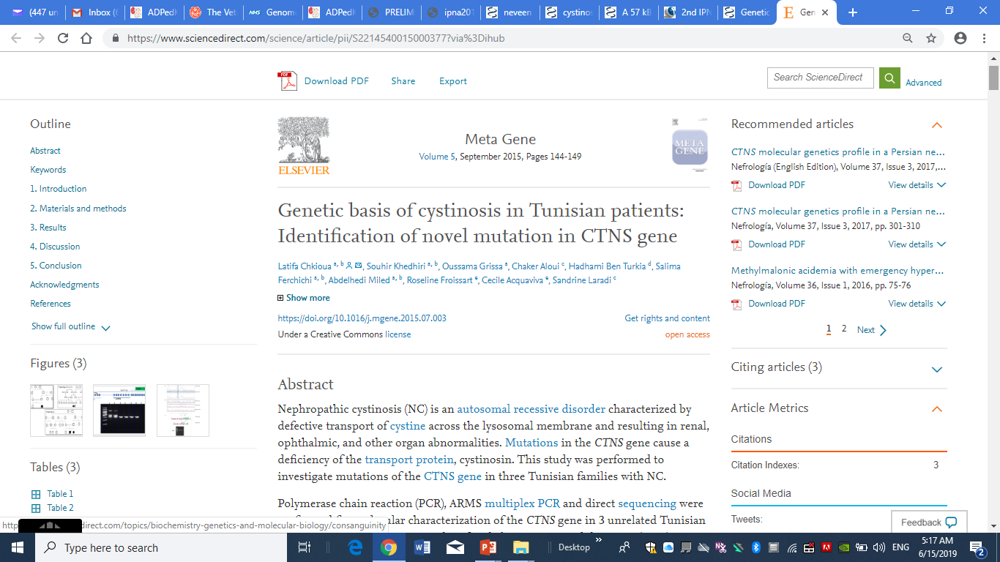 (447 un
Inbox (6
ADPedK
The Vet
Genom
ADPedK
PRELIM
ipna201
neveen
cystinos
A 57 kB
2nd IPN
Genetic
Gen
https://www.sciencedirect.com/science/article/pii/S2214540015000377?via%3Dihub
Download PDF
Share
Export
Search ScienceDirect
Advanced
Outline
Abstract
Keywords
1. Introduction
2. Materials and methods
3. Results
4. Discussion
5. Conclusion
Acknowledgments
References
Show full outline
Figures (3)
Tables (3)
Table 1
Table 2
ELSEVIER
Meta Gene
Volume 5, September 2015, Pages 144-149
META
GENE
Genetic basis of cystinosis in Tunisian patients:
Identification of novel mutation in CTNS gene
Latifa Chkioua a, b, Souhir Khedhiri a, b, Oussama Grissa a, Chaker Aloui c, Hadhami Ben Turkia d, Salima
Ferchichi a, b, Abdelhedi Miled a, b, Roseline Froissart e, Cecile Acquaviva e, Sandrine Laradi c
Show more
https://doi.org/10.1016/j.mgene.2015.07.003
Get rights and content
Under a Creative Commons license
open access
Abstract
Nephropathic cystinosis (NC) is an autosomal recessive disorder characterized by
defective transport of cystine across the lysosomal membrane and resulting in renal,
ophthalmic, and other organ abnormalities. Mutations in the CTNS gene cause a
deficiency of the transport protein, cystinosin. This study was performed to
investigate mutations of the CTNS gene in three Tunisian families with NC.
Polymerase chain reaction (PCR), ARMS multiplex PCR and direct sequencing were
CTNS gene in 3 unrelated Tunisian
Recommended articles
CTNS molecular genetics profile in a Persian ne...
Nefrología (English Edition), Volume 37, Issue 3, 2017,...
Download PDF
View details
CTNS molecular genetics profile in a Persian ne...
Nefrología, Volume 37, Issue 3, 2017, pp. 301-310
Download PDF
View details
Methylmalonic acidemia with emergency hyper...
Nefrología, Volume 36, Issue 1, 2016, pp. 75-76
Download PDF
View details
1 2 Next
Citing articles (3)
Article Metrics
Citations
Citation Indexes: 3
Social Media
Tweets:
Feedback
direct.com/topics/biochemistry-genetics-and-molecular-biology/consanguinity
Type here to search
Desktop
ENG
5:17 AM
6/15/2019
2